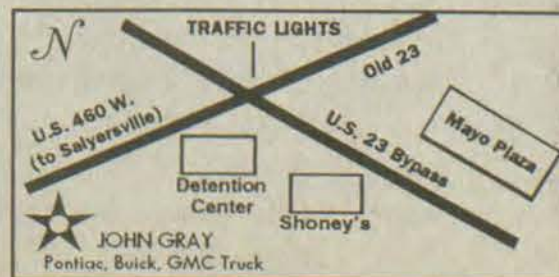 N
TRAFFIC LIGHTS
Old 23
U.S. 460 W.
(to Salyersville)
Mayo Plaza
U.S. 23 Bypass
Detention
Center
Shoney's
JOHN GRAY
Pontiac, Buick, GMC Truck